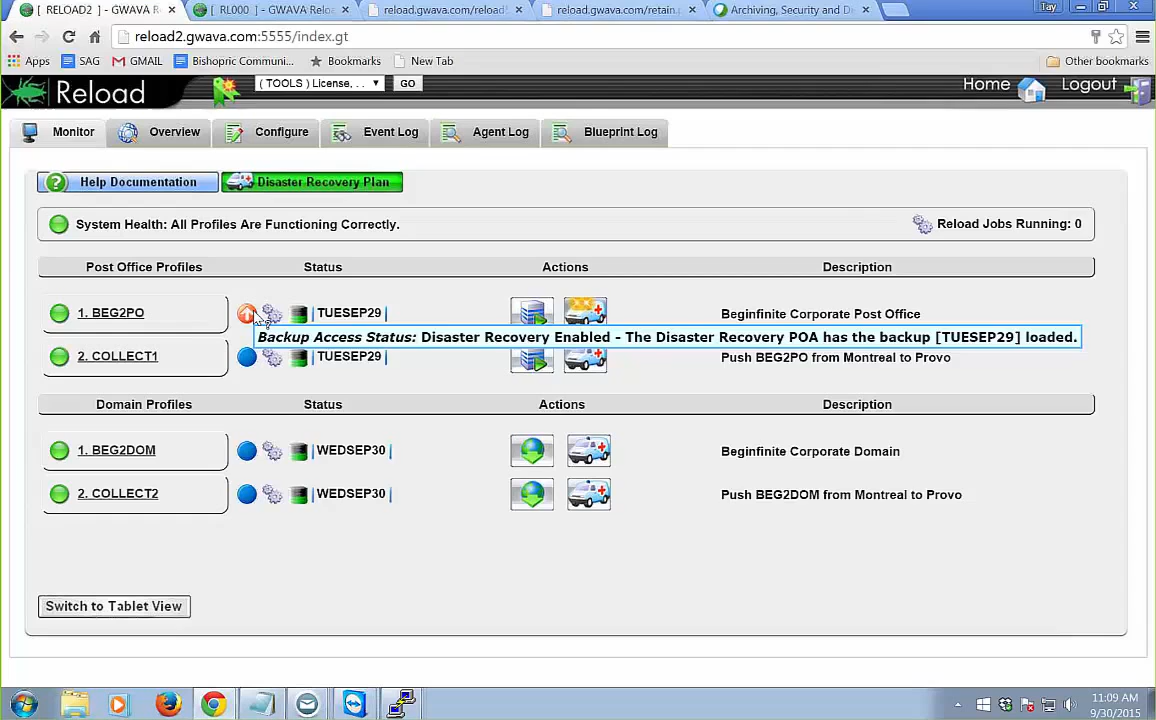 [ RELOAD2 ] - GWAVA
[ RL000 ] - GWAVA Reloa
reload.gwava.com/reload5
reload.gwava.com/retain.
Archiving, Security and D
Tay
reload2.gwava.com:5555/index.gt
Apps
SAG
GMAIL
Bishopric Communi...
Bookmarks
New Tab
Other bookmarks
Reload
( TOOLS ) License, . .
GO
Home
Logout
Monitor
Overview
Configure
Event Log
Agent Log
Blueprint Log
Help Documentation
Disaster Recovery Plan
System Health: All Profiles Are Functioning Correctly.
Reload Jobs Running: 0
Post Office Profiles
Status
Actions
Description
1. BEG2PO
TUESEP29
Beginfinite Corporate Post Office
Backup Access Status: Disaster Recovery Enabled - The Disaster Recovery POA has the backup [TUESEP29] loaded.
2. COLLECT1
TUESEP29
Push BEG2PO from Montreal to Provo
Domain Profiles
Status
Actions
Description
1. BEG2DOM
WEDSEP30
Beginfinite Corporate Domain
2. COLLECT2
WEDSEP30
Push BEG2DOM from Montreal to Provo
Switch to Tablet View
11:09 AM
9/30/2015